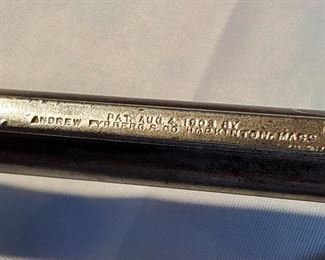 PAT. AUG. 4, 1903 BY
ANDREW FYRBERG & CO. HOPKINTON, MASS.